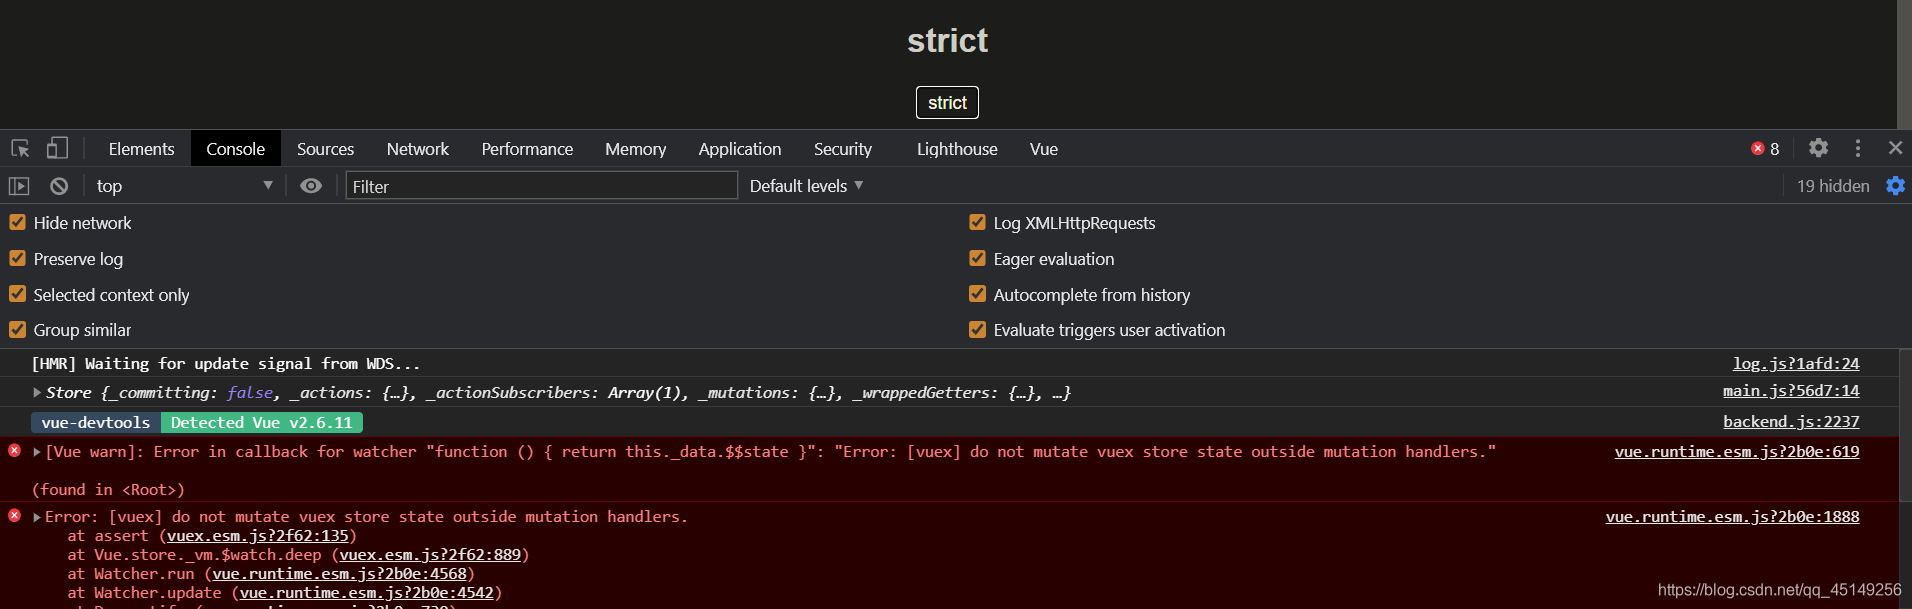 strict
strict
Elements Console Sources Network Performance Memory Application Security Lighthouse Vue 8
top Filter Default levels 19 hidden
Hide network Log XMLHttpRequests
Preserve log Eager evaluation
Selected context only Autocomplete from history
Group similar Evaluate triggers user activation
[HMR] Waiting for update signal from WDS... log.js?1afd:24
Store {_committing: false, _actions: {…}, _actionSubscribers: Array(1), _mutations: {…}, _wrappedGetters: {…}, …} main.js?56d7:14
vue-devtools Detected Vue v2.6.11 backend.js:2237
[Vue warn]: Error in callback for watcher "function () { return this._data.$$state }": "Error: [vuex] do not mutate vuex store state outside mutation handlers." vue.runtime.esm.js?2b0e:619
(found in <Root>)
Error: [vuex] do not mutate vuex store state outside mutation handlers. vue.runtime.esm.js?2b0e:1888
at assert (vuex.esm.js?2f62:135)
at Vue.store._vm.$watch.deep (vuex.esm.js?2f62:889)
at Watcher.run (vue.runtime.esm.js?2b0e:4568)
at Watcher.update (vue.runtime.esm.js?2b0e:4542)
https://blog.csdn.net/qq_45149256